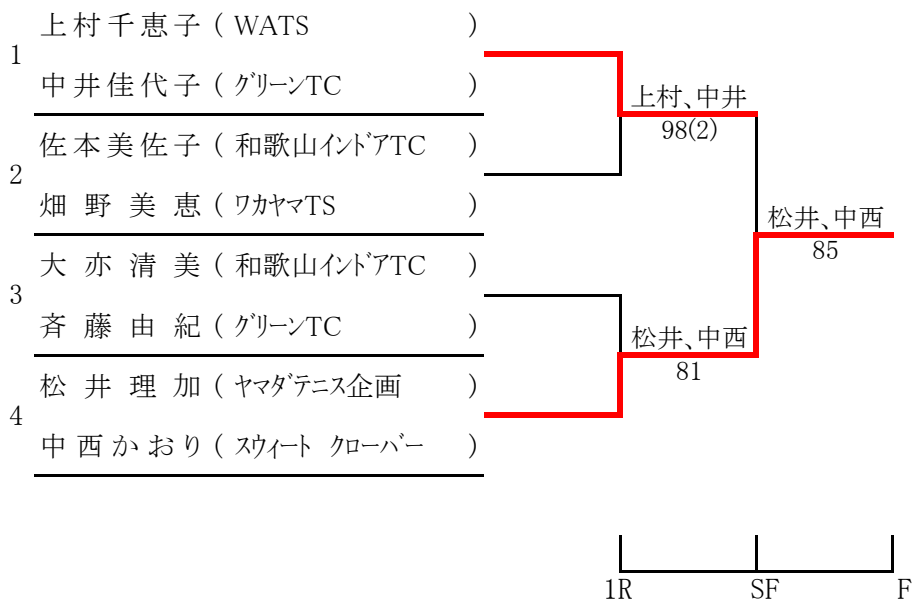 1
上村千恵子 ( WATS )
中井佳代子 ( グリーンTC )
2
佐本美佐子 ( 和歌山インドアTC )
畑野美恵 ( ワカヤマTS )
3
大亦清美 ( 和歌山インドアTC )
斉藤由紀 ( グリーンTC )
4
松井理加 ( ヤマダテニス企画 )
中西かおり ( スウィート クローバー )
上村、中井
98(2)
松井、中西
81
松井、中西
85
1R SF F